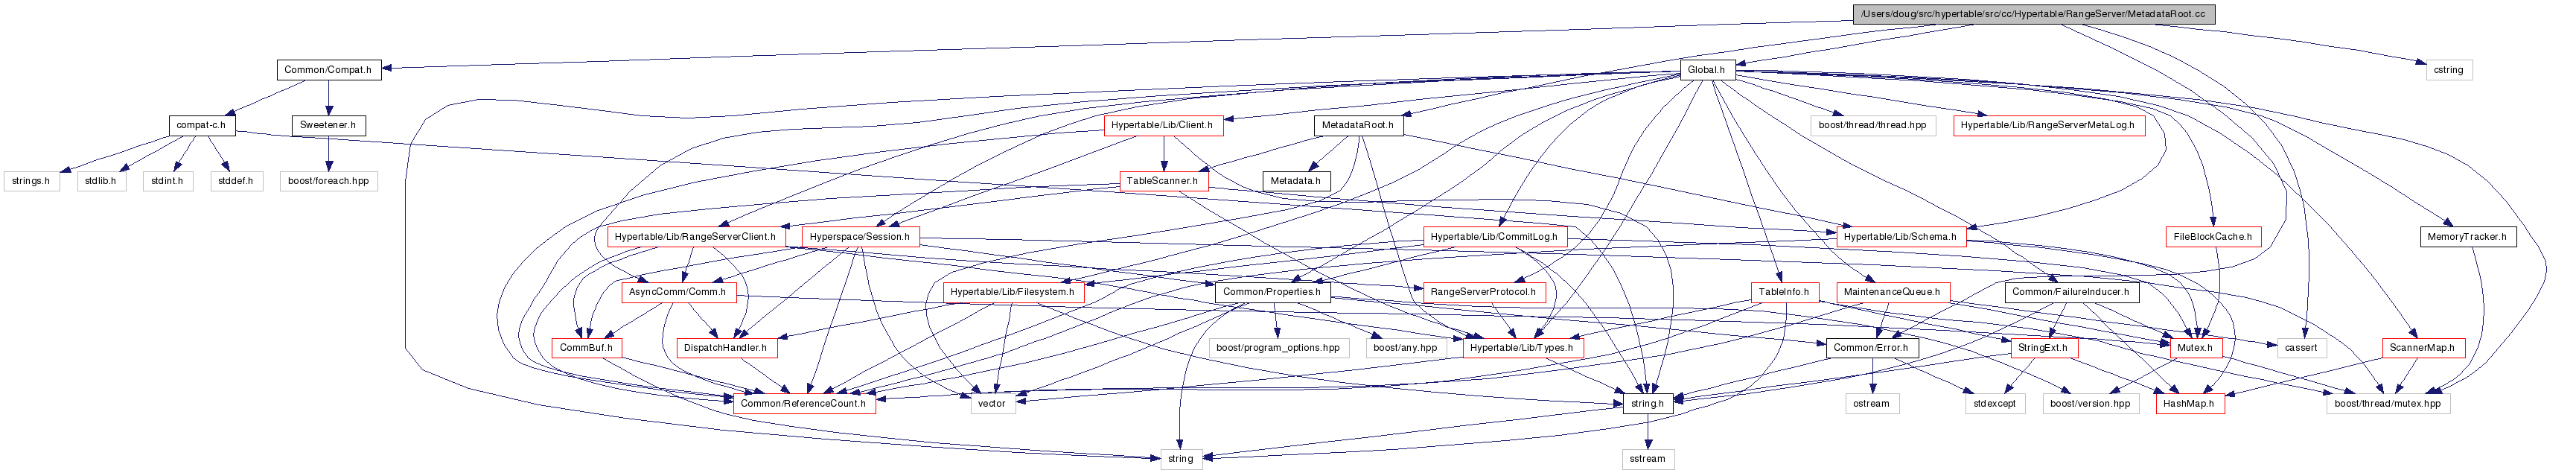 /Users/doug/src/hypertable/src/cc/Hypertable/RangeServer/MetadataRoot.cc
Common/Compat.h
Global.h
cstring
compat-c.h
Sweetener.h
Hypertable/Lib/Client.h
MetadataRoot.h
boost/thread/thread.hpp
Hypertable/Lib/RangeServerMetaLog.h
strings.h
stdlib.h
stdint.h
stddef.h
boost/foreach.hpp
TableScanner.h
Metadata.h
Hypertable/Lib/RangeServerClient.h
Hyperspace/Session.h
Hypertable/Lib/CommitLog.h
Hypertable/Lib/Schema.h
FileBlockCache.h
MemoryTracker.h
AsyncComm/Comm.h
Hypertable/Lib/Filesystem.h
Common/Properties.h
RangeServerProtocol.h
TableInfo.h
MaintenanceQueue.h
Common/FailureInducer.h
CommBuf.h
DispatchHandler.h
boost/program_options.hpp
boost/any.hpp
Hypertable/Lib/Types.h
Common/Error.h
StringExt.h
Mutex.h
cassert
ScannerMap.h
Common/ReferenceCount.h
vector
string.h
ostream
stdexcept
boost/version.hpp
HashMap.h
boost/thread/mutex.hpp
string
sstream